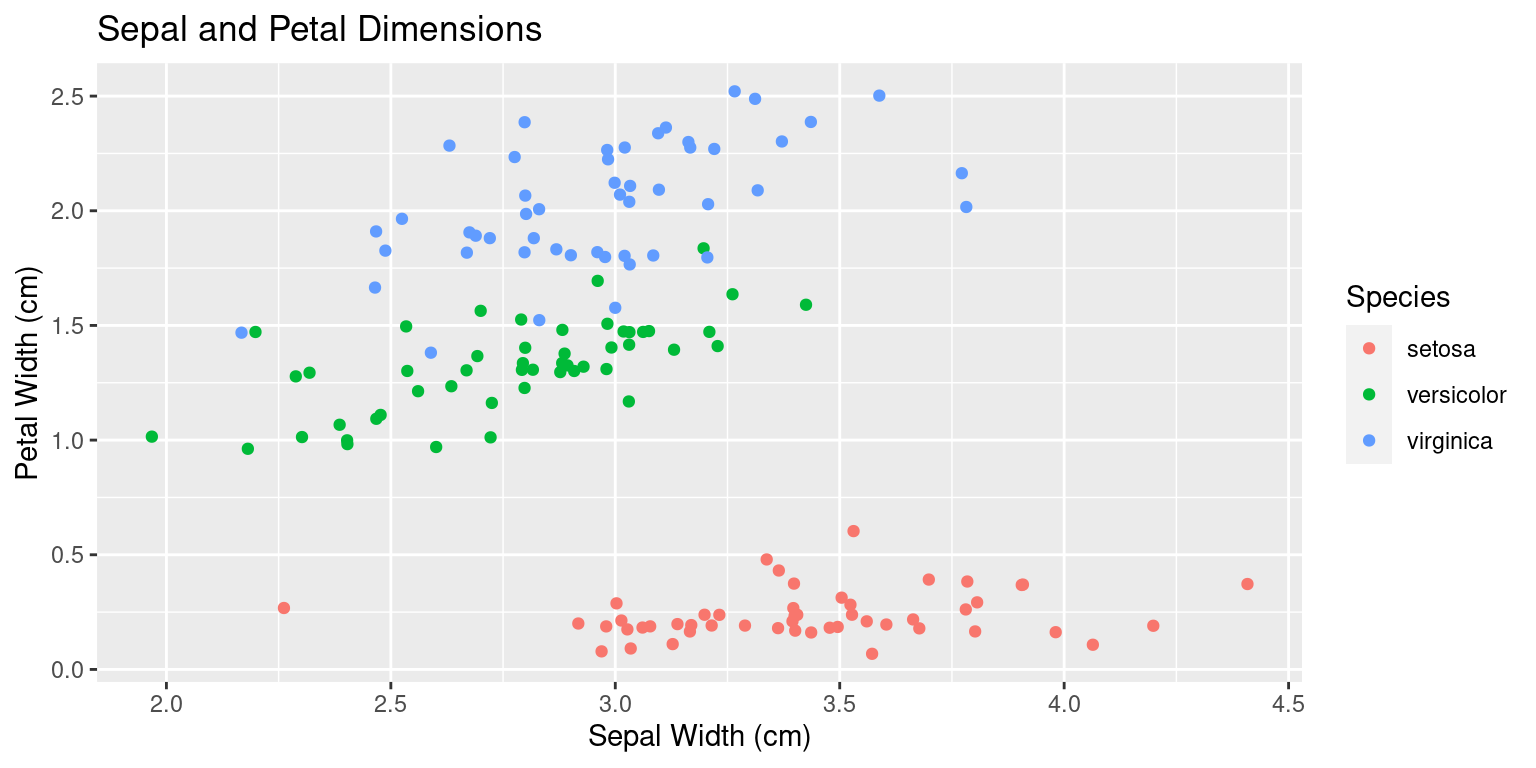 Sepal and Petal Dimensions
2.5
2.0
1.5
1.0
0.5
0.0
Petal Width (cm)
2.0 2.5 3.0 3.5 4.0 4.5
Sepal Width (cm)
Species
setosa
versicolor
virginica